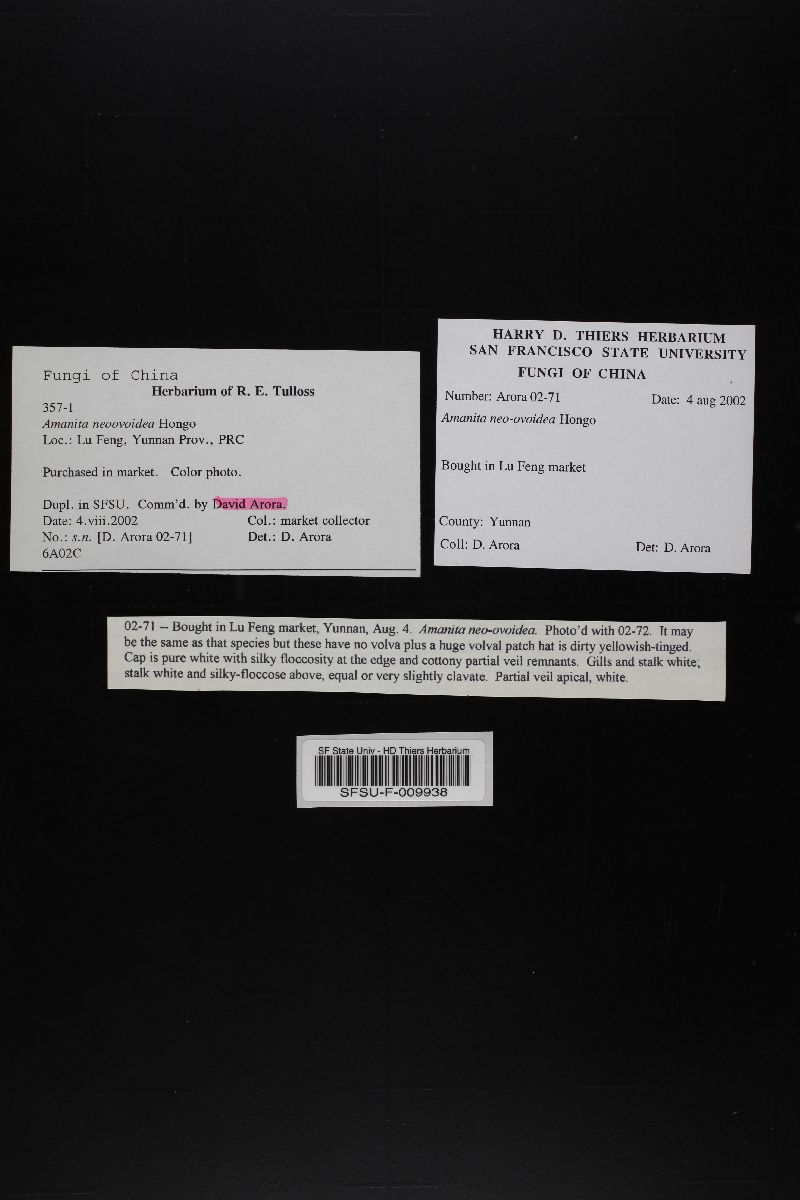 Fungi of China
Herbarium of R. E. Tulloss
357-1
Amanita neoovoidea Hongo
Loc.: Lu Feng, Yunnan Prov., PRC
Purchased in market. Color photo.
Dupl. in SFSU. Comm'd. by David Arora.
Date: 4.viii.2002 Col.: market collector
No.: s.n. [D. Arora 02-71] Det.: D. Arora
6A02C
HARRY D. THIERS HERBARIUM
SAN FRANCISCO STATE UNIVERSITY
FUNGI OF CHINA
Number: Arora 02-71 Date: 4 aug 2002
Amanita neo-ovoidea Hongo
Bought in Lu Feng market
County: Yunnan
Coll: D. Arora Det: D. Arora
02-71 -- Bought in Lu Feng market, Yunnan, Aug. 4. Amanita neo-ovoidea. Photo'd with 02-72. It may
be the same as that species but these have no volva plus a huge volval patch hat is dirty yellowish-tinged.
Cap is pure white with silky floccosity at the edge and cottony partial veil remnants. Gills and stalk white;
stalk white and silky-floccose above, equal or very slightly clavate. Partial veil apical, white.
SF State Univ - HD Thiers Herbarium
SFSU-F-009938